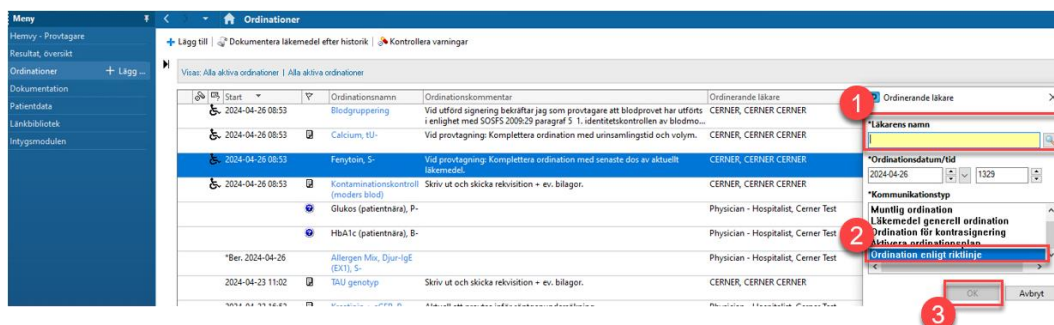 Meny
Ordinationer
Hemvy - Provtagare
Resultat, översikt
Ordinationer + Lägg ...
Dokumentation
Patientdata
Länkbibliotek
Intygsmodulen
+ Lägg till | Dokumentera läkemedel efter historik | Kontrollera varningar
Visas: Alla aktiva ordinationer | Alla aktiva ordinationer
Start Ordinationsnamn Ordinationskommentar Ordinerande läkare
2024-04-26 08:53 Blodgruppering Vid utförd signering bekräftar jag som provtagare att blodprovet har utförts CERNER, CERNER CERNER
i enlighet med SOSFS 2009:29 paragraf 5 1. identitetskontrollen av blodmo...
2024-04-26 08:53 Calcium, tU- Vid provtagning: Komplettera ordination med urinsamlingstid och volym. CERNER, CERNER CERNER
2024-04-26 08:53 Fenytoin, S- Vid provtagning: Komplettera ordination med senaste dos av aktuellt CERNER, CERNER CERNER
läkemedel.
2024-04-26 08:53 Kontaminationskontroll Skriv ut och skicka rekvisition + ev. bilagor. CERNER, CERNER CERNER
(moders blod)
Glukos (patientnära), P- Physician - Hospitalist, Cerner Test
HbA1c (patientnära), B- Physician - Hospitalist, Cerner Test
*Ber. 2024-04-26 Allergen Mix, Djur-IgE Physician - Hospitalist, Cerner Test
(EX1), S-
2024-04-23 11:02 TAU genotyp Skriv ut och skicka rekvisition + ev. bilagor. Physician - Hospitalist, Cerner Test
Ordinerande läkare
1
*Läkarens namn
*Ordinationsdatum/tid
2024-04-26 1329
*Kommunikationstyp
Muntlig ordination
Läkemedel generell ordination
Ordination för kontrasignering
Aktivera ordinationsplan
2
Ordination enligt riktlinje
OK Avbryt
3